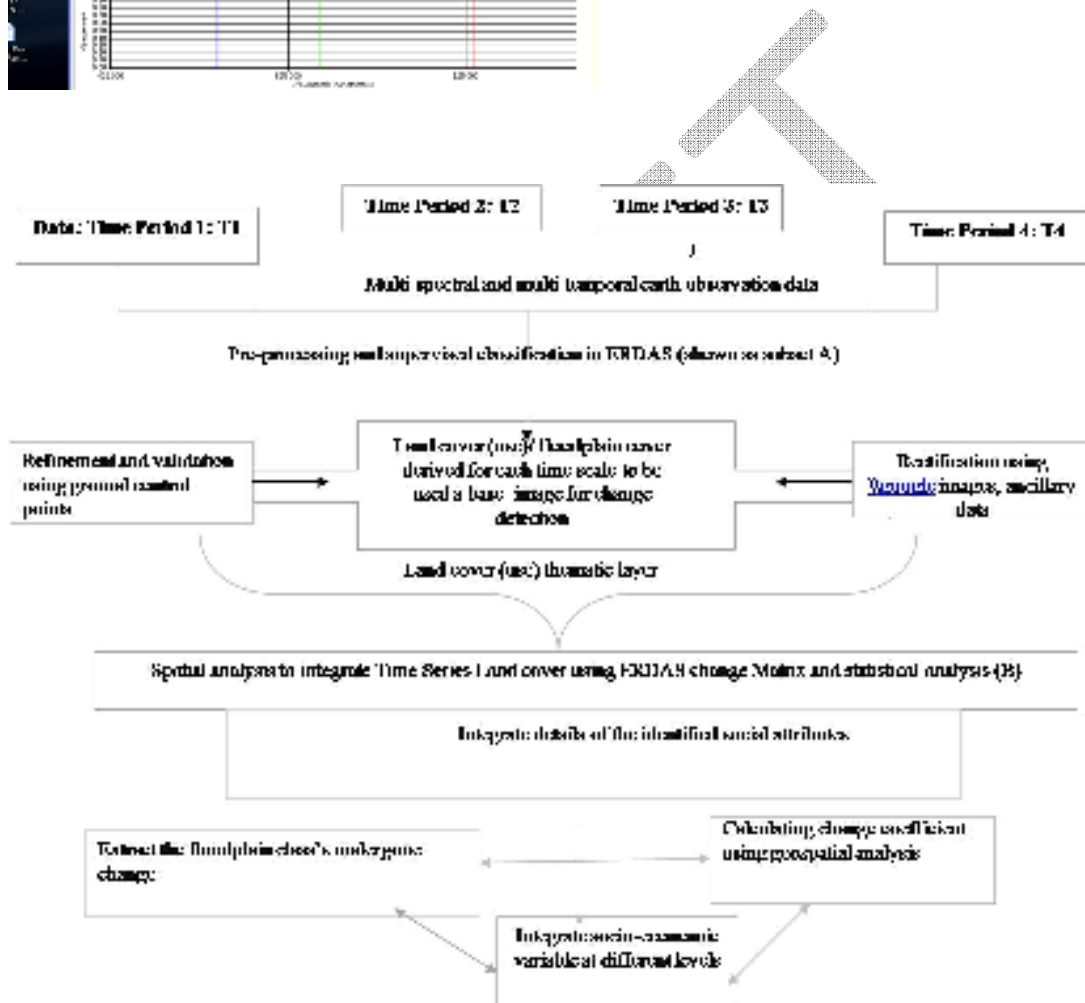 Data: Time Period 1: T1
Time Period 2: T2
Time Period 3: T3
Time Period 4: T4
Multi spectral and multi temporal earth observation data
Pre-processing and supervised classification in ERDAS (shown as subset A)
Refinement and validation
using ground control
points
Land cover (use)/ floodplain cover
derived for each time scale to be
used a base image for change
detection
Rectification using
images, ancillary
data
Land cover (use) thematic layer
Spatial analysis to integrate Time Series Land cover using ERDAS change Matrix and statistical analysis (B)
Integrate details of the identified social attributes
Extract the floodplain class's undergone
change
Calculating change coefficient
using geospatial analysis
Integrate socio-economic
variable at different levels